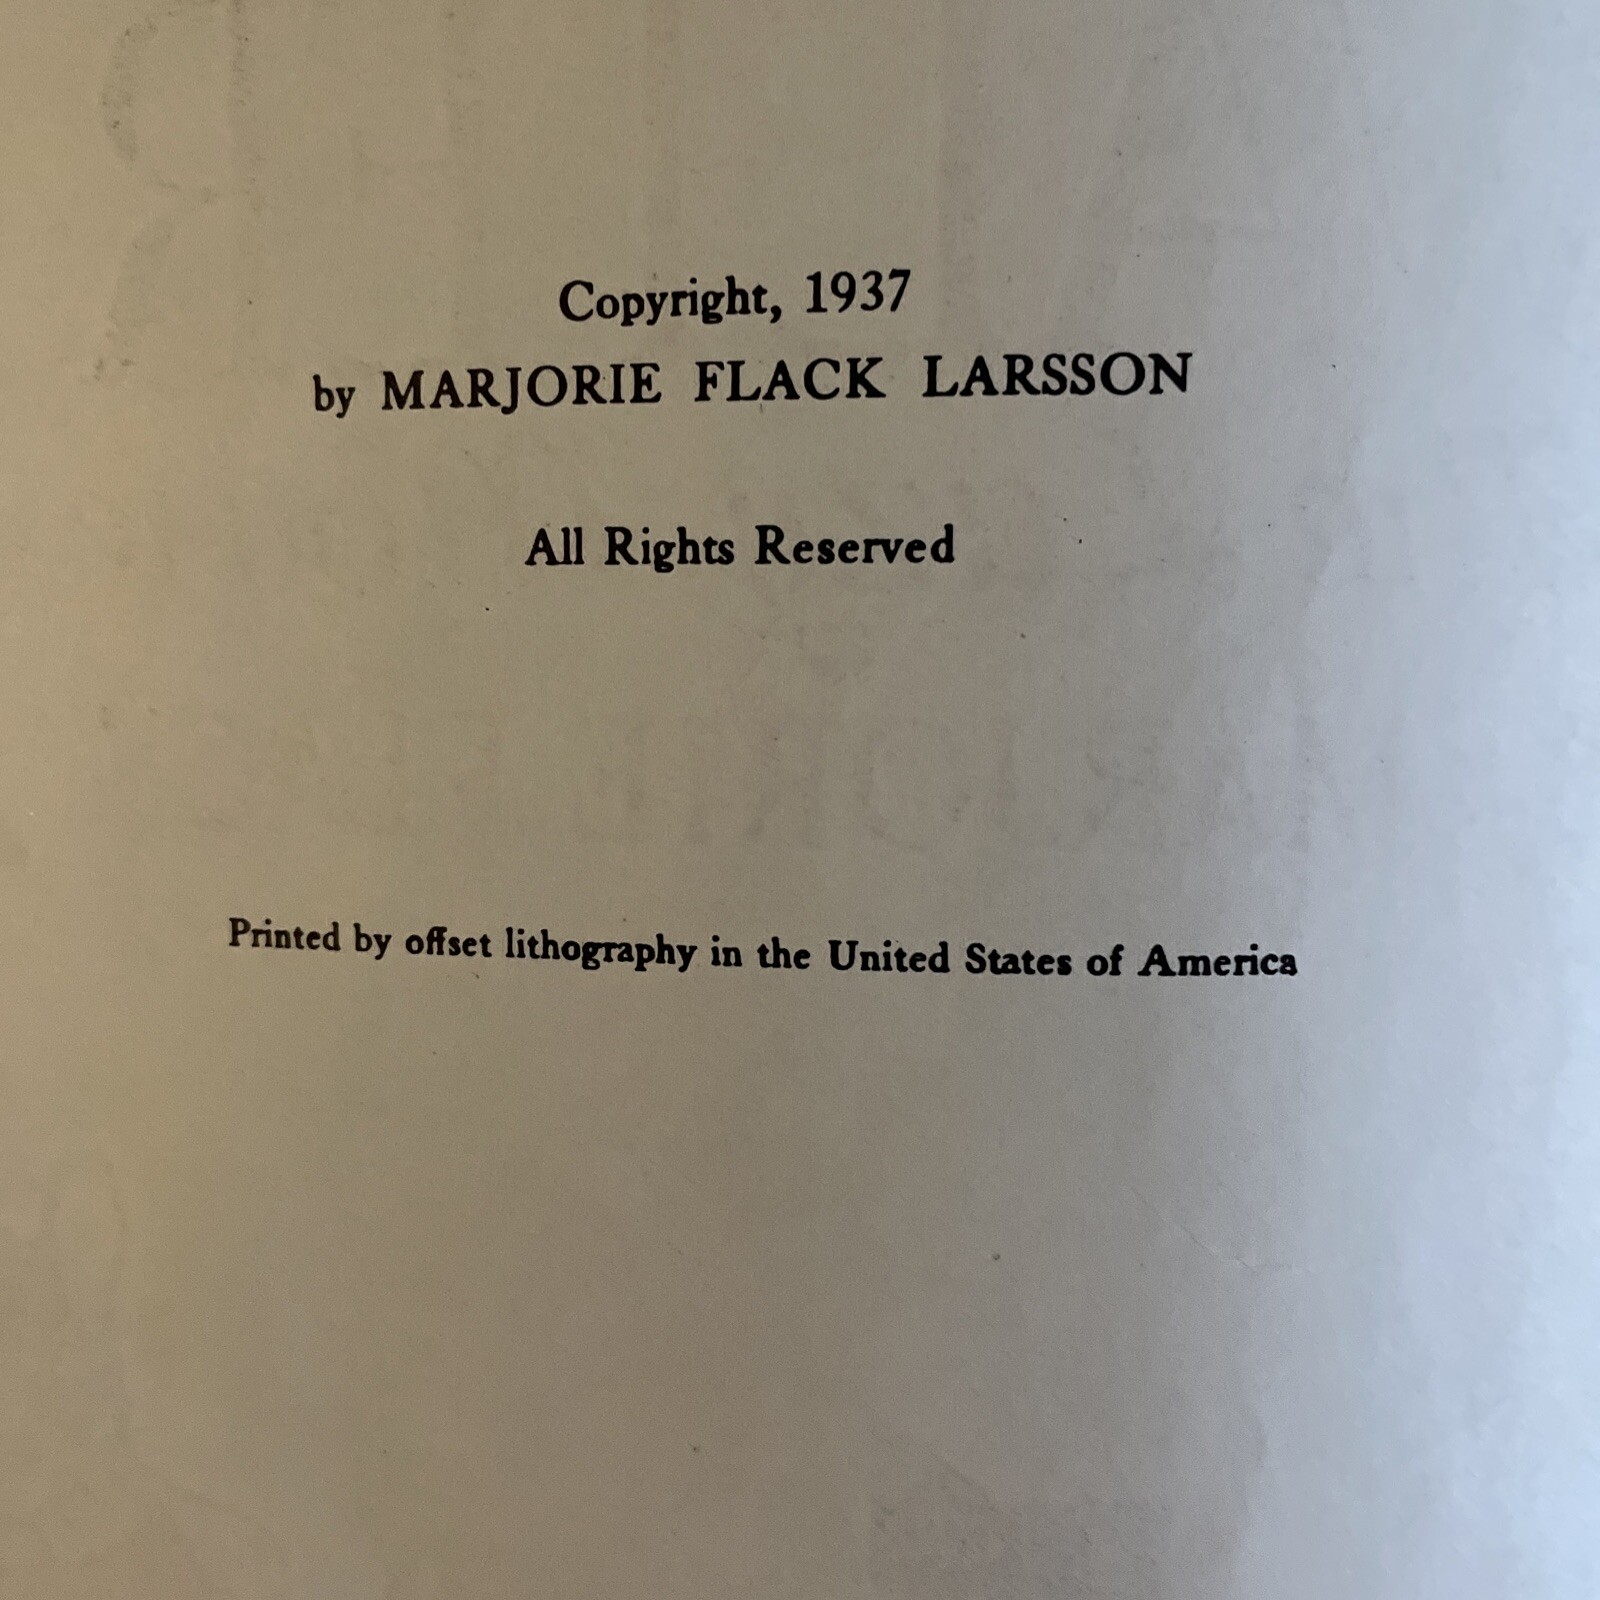 Copyright, 1937
by MARJORIE FLACK LARSSON
All Rights Reserved
Printed by offset lithography in the United States of America